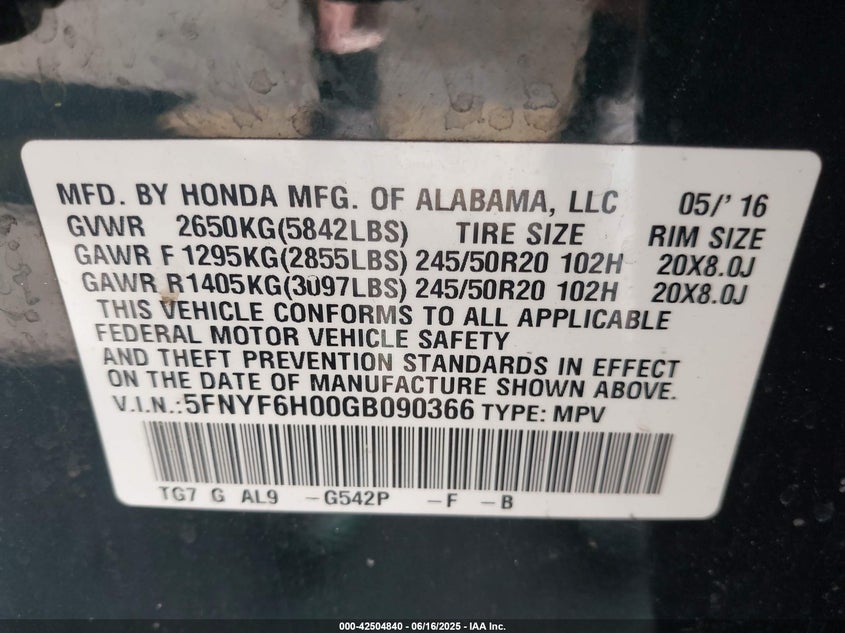 MFD. BY HONDA MFG. OF ALABAMA, LLC 05/' 16
GVWR 2650KG(5842LBS) TIRE SIZE RIM SIZE
GAWR F 1295KG(2855LBS) 245/50R20 102H 20X8.0J
GAWR R1405KG(3097LBS) 245/50R20 102H 20X8.0J
THIS VEHICLE CONFORMS TO ALL APPLICABLE
FEDERAL MOTOR VEHICLE SAFETY
AND THEFT PREVENTION STANDARDS IN EFFECT
ON THE DATE OF MANUFACTURE SHOWN ABOVE.
V.I.N.:5FNYF6H00GB090366 TYPE: MPV
TG7 G AL9 -G542P -F -B
000-42504840 - 06/16/2025 - IAA Inc.